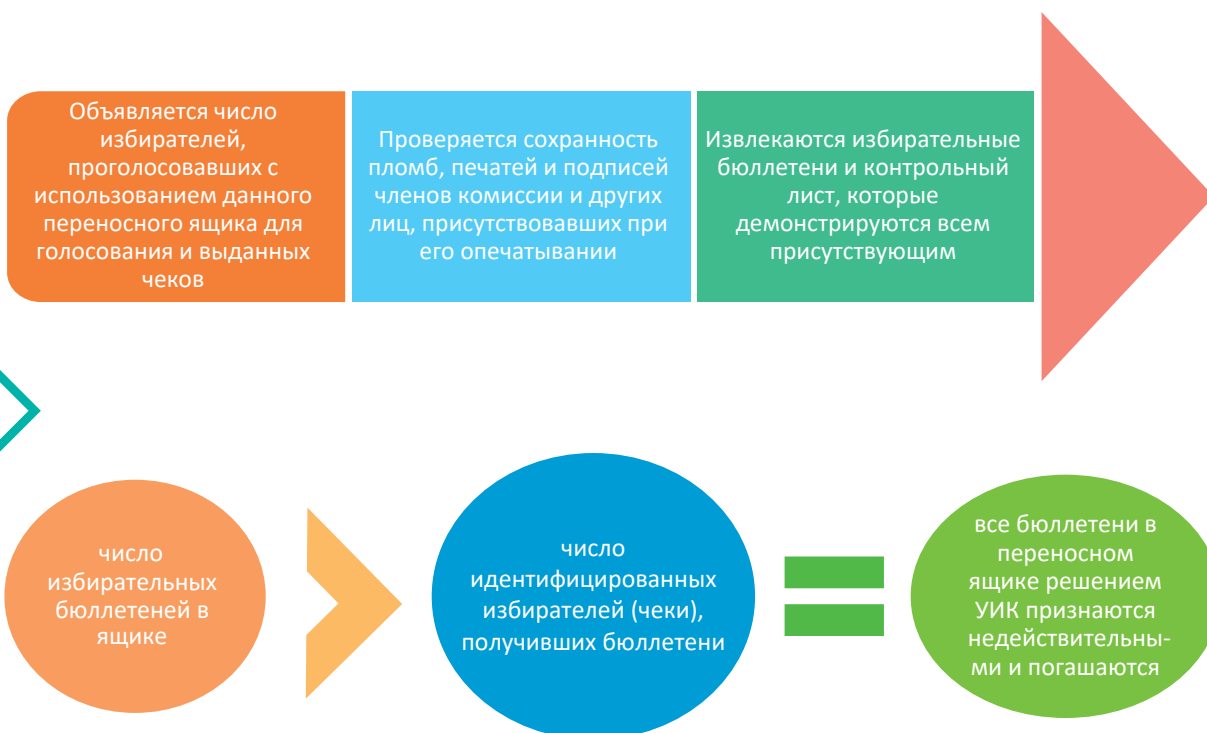 Объявляется число
избирателей,
проголосовавших с
использованием данного
переносного ящика для
голосования и выданных
чеков
Проверяется сохранность
пломб, печатей и подписей
членов комиссии и других
лиц, присутствовавших при
его опечатывании
Извлекаются избирательные
бюллетени и контрольный
лист, которые
демонстрируются всем
присутствующим
число
избирательных
бюллетеней в
ящике
число
идентифицированных
избирателей (чеки),
получивших бюллетени
все бюллетени в
переносном
ящике решением
УИК признаются
недействительны-
ми и погашаются